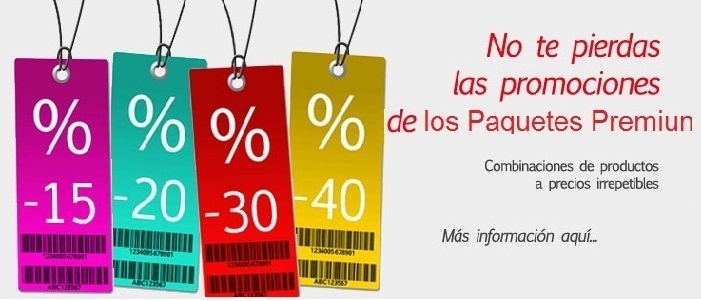 %
-15
1234005678901
ABC123567
%
-20
1234005678901
ABC123567
%
-30
1234005678901
ABC123567
%
-40
1234005678901
ABC123567
No te pierdas
las promociones
de los Paquetes Premiun
Combinaciones de productos
a precios irrepetibles
Más información aquí...